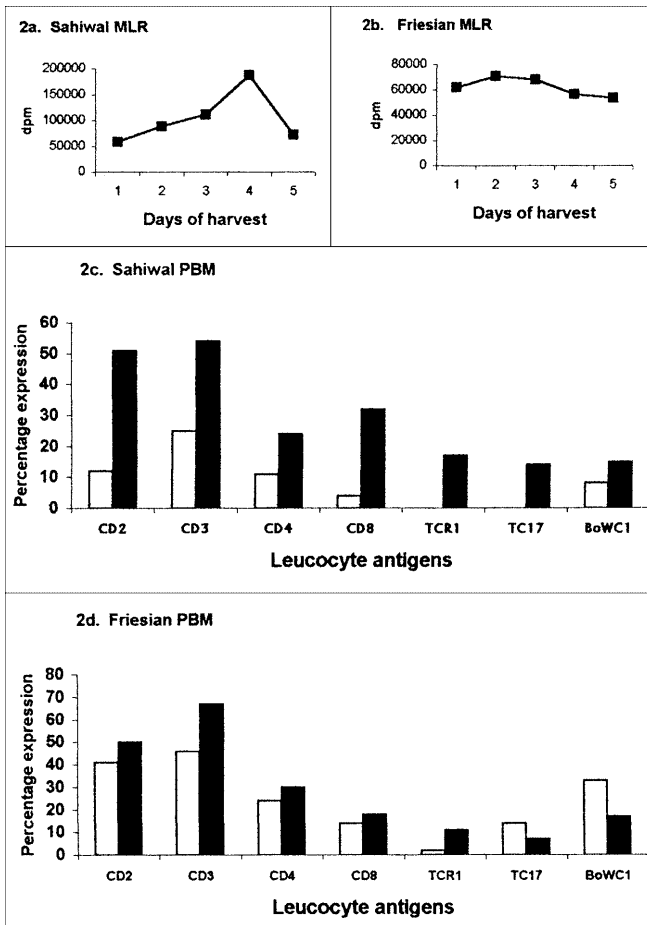 2a. Sahiwal MLR
200000
150000
100000
50000
0
dpm
1 2 3 4 5
Days of harvest
2b. Friesian MLR
80000
60000
40000
20000
0
dpm
1 2 3 4 5
Days of harvest
2c. Sahiwal PBM
60
50
40
30
20
10
0
Percentage expression
CD2 CD3 CD4 CD8 TCR1 TC17 BoWC1
Leucocyte antigens
2d. Friesian PBM
80
70
60
50
40
30
20
10
0
Percentage expression
CD2 CD3 CD4 CD8 TCR1 TC17 BoWC1
Leucocyte antigens